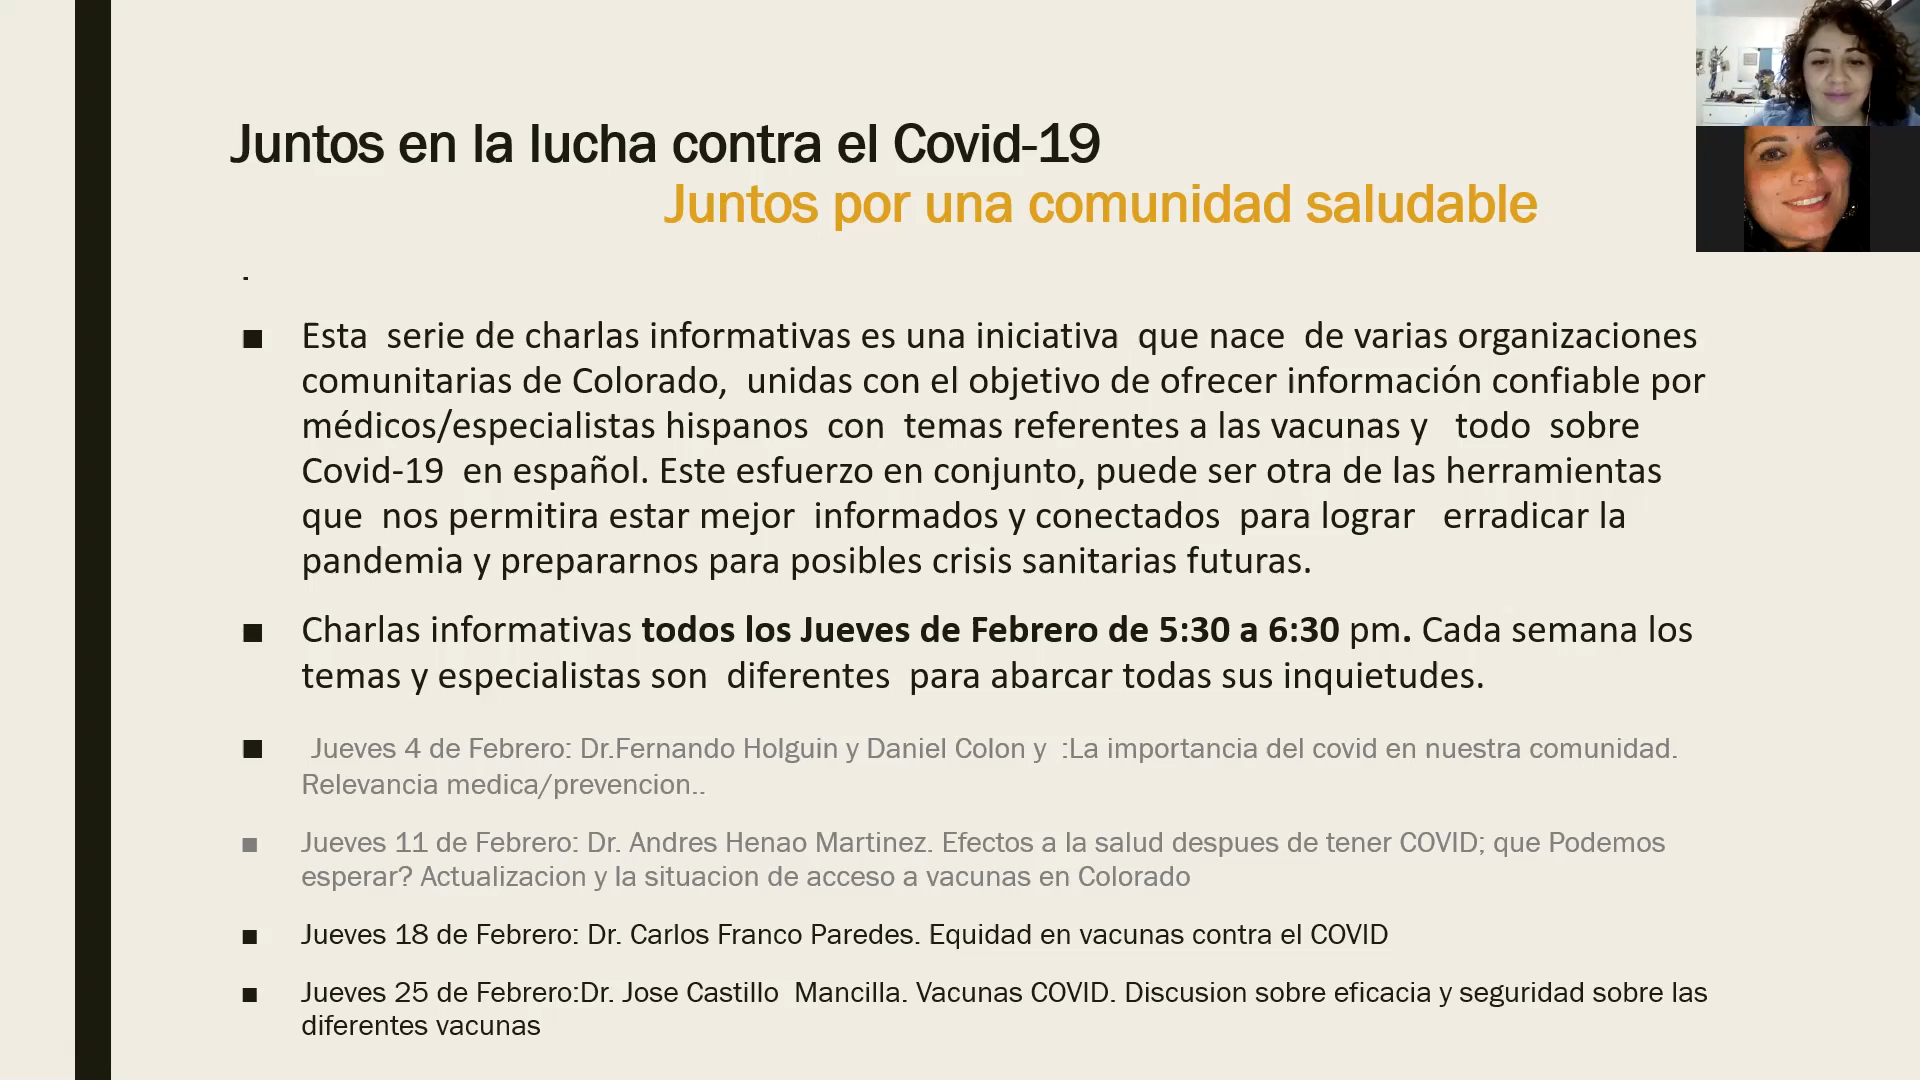 Juntos en la lucha contra el Covid-19
Juntos por una comunidad saludable
.
■ Esta serie de charlas informativas es una iniciativa que nace de varias organizaciones
comunitarias de Colorado, unidas con el objetivo de ofrecer información confiable por
médicos/especialistas hispanos con temas referentes a las vacunas y todo sobre
Covid-19 en español. Este esfuerzo en conjunto, puede ser otra de las herramientas
que nos permitira estar mejor informados y conectados para lograr erradicar la
pandemia y prepararnos para posibles crisis sanitarias futuras.
■ Charlas informativas todos los Jueves de Febrero de 5:30 a 6:30 pm. Cada semana los
temas y especialistas son diferentes para abarcar todas sus inquietudes.
■ Jueves 4 de Febrero: Dr.Fernando Holguin y Daniel Colon y :La importancia del covid en nuestra comunidad.
Relevancia medica/prevencion..
■ Jueves 11 de Febrero: Dr. Andres Henao Martinez. Efectos a la salud despues de tener COVID; que Podemos
esperar? Actualizacion y la situacion de acceso a vacunas en Colorado
■ Jueves 18 de Febrero: Dr. Carlos Franco Paredes. Equidad en vacunas contra el COVID
■ Jueves 25 de Febrero:Dr. Jose Castillo Mancilla. Vacunas COVID. Discusion sobre eficacia y seguridad sobre las
diferentes vacunas